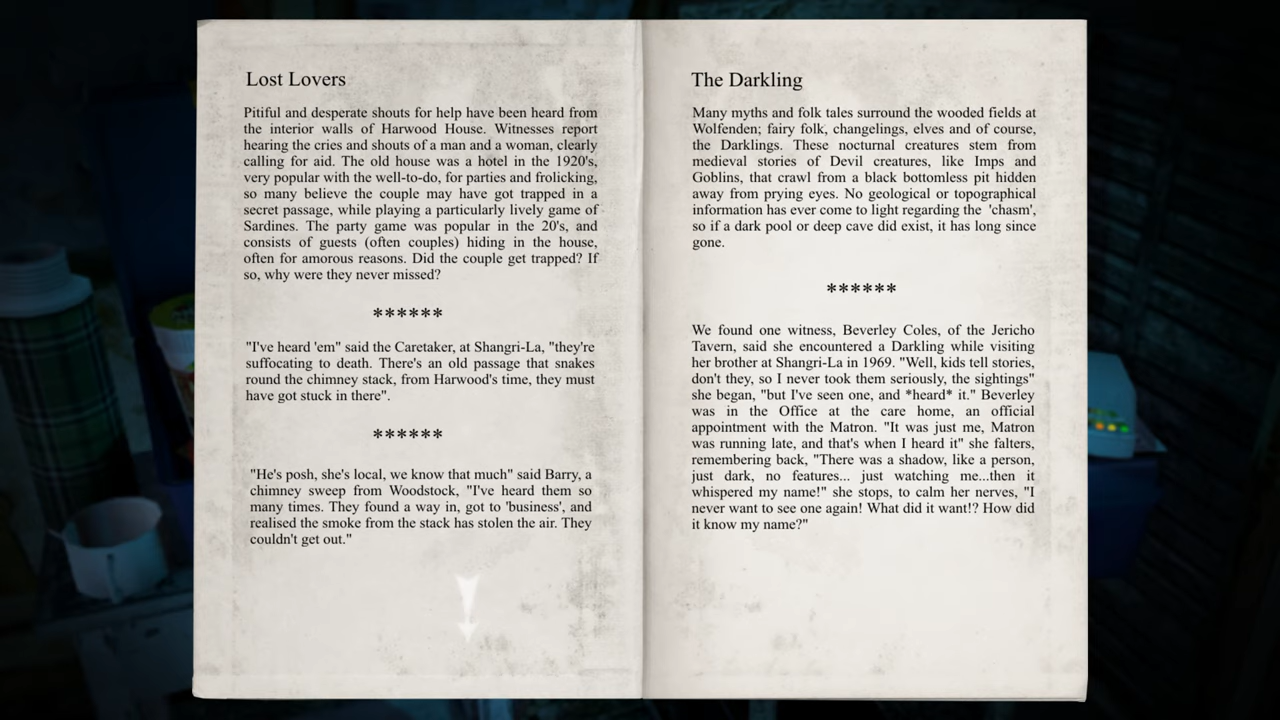 Lost Lovers
Pitiful and desperate shouts for help have been heard from
the interior walls of Harwood House. Witnesses report
hearing the cries and shouts of a man and a woman, clearly
calling for aid. The old house was a hotel in the 1920's,
very popular with the well-to-do, for parties and frolicking,
so many believe the couple may have got trapped in a
secret passage, while playing a particularly lively game of
Sardines. The party game was popular in the 20's, and
consists of guests (often couples) hiding in the house,
often for amorous reasons. Did the couple get trapped? If
so, why were they never missed?
******
"I've heard 'em" said the Caretaker, at Shangri-La, "they're
suffocating to death. There's an old passage that snakes
round the chimney stack, from Harwood's time, they must
have got stuck in there".
******
"He's posh, she's local, we know that much" said Barry, a
chimney sweep from Woodstock, "I've heard them so
many times. They found a way in, got to 'business', and
realised the smoke from the stack has stolen the air. They
couldn't get out."
The Darkling
Many myths and folk tales surround the wooded fields at
Wolfenden; fairy folk, changelings, elves and of course,
the Darklings. These nocturnal creatures stem from
medieval stories of Devil creatures, like Imps and
Goblins, that crawl from a black bottomless pit hidden
away from prying eyes. No geological or topographical
information has ever come to light regarding the 'chasm',
so if a dark pool or deep cave did exist, it has long since
gone.
******
We found one witness, Beverley Coles, of the Jericho
Tavern, said she encountered a Darkling while visiting
her brother at Shangri-La in 1969. "Well, kids tell stories,
don't they, so I never took them seriously, the sightings"
she began, "but I've seen one, and *heard* it." Beverley
was in the Office at the care home, an official
appointment with the Matron. "It was just me, Matron
was running late, and that's when I heard it" she falters,
remembering back, "There was a shadow, like a person,
just dark, no features... just watching me...then it
whispered my name!" she stops, to calm her nerves, "I
never want to see one again! What did it want!? How did
it know my name?"